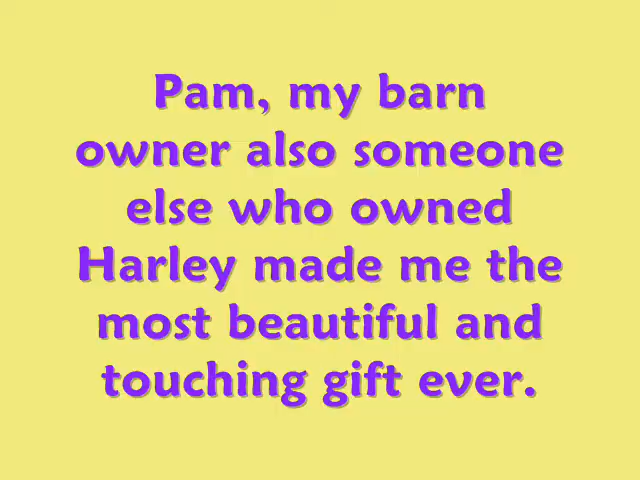 Pam, my barn
owner also someone
else who owned
Harley made me the
most beautiful and
touching gift ever.